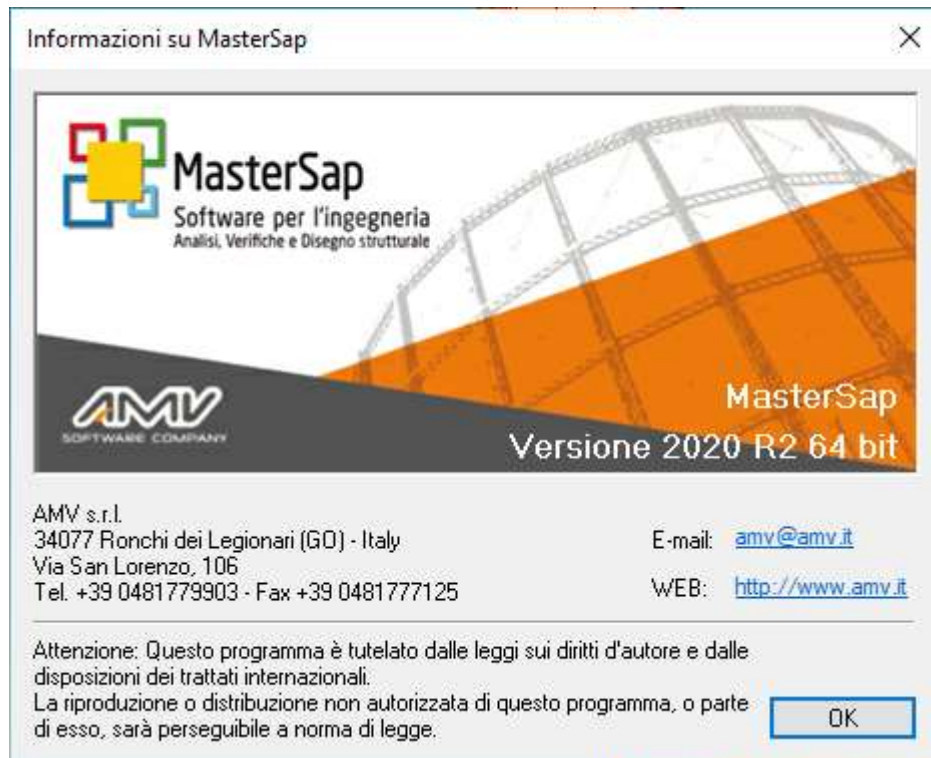 Informazioni su MasterSap
MasterSap
Software per l'ingegneria
Analisi, Verifiche e Disegno strutturale
AMV
SOFTWARE COMPANY
MasterSap
Versione 2020 R2 64 bit
AMV s.r.l.
34077 Ronchi dei Legionari (GO) - Italy
Via San Lorenzo, 106
Tel. +39 0481779903 - Fax +39 0481777125
E-mail: amv@amv.it
WEB: http://www.amv.it
Attenzione: Questo programma è tutelato dalle leggi sui diritti d'autore e dalle
disposizioni dei trattati internazionali.
La riproduzione o distribuzione non autorizzata di questo programma, o parte
di esso, sarà perseguibile a norma di legge.
OK